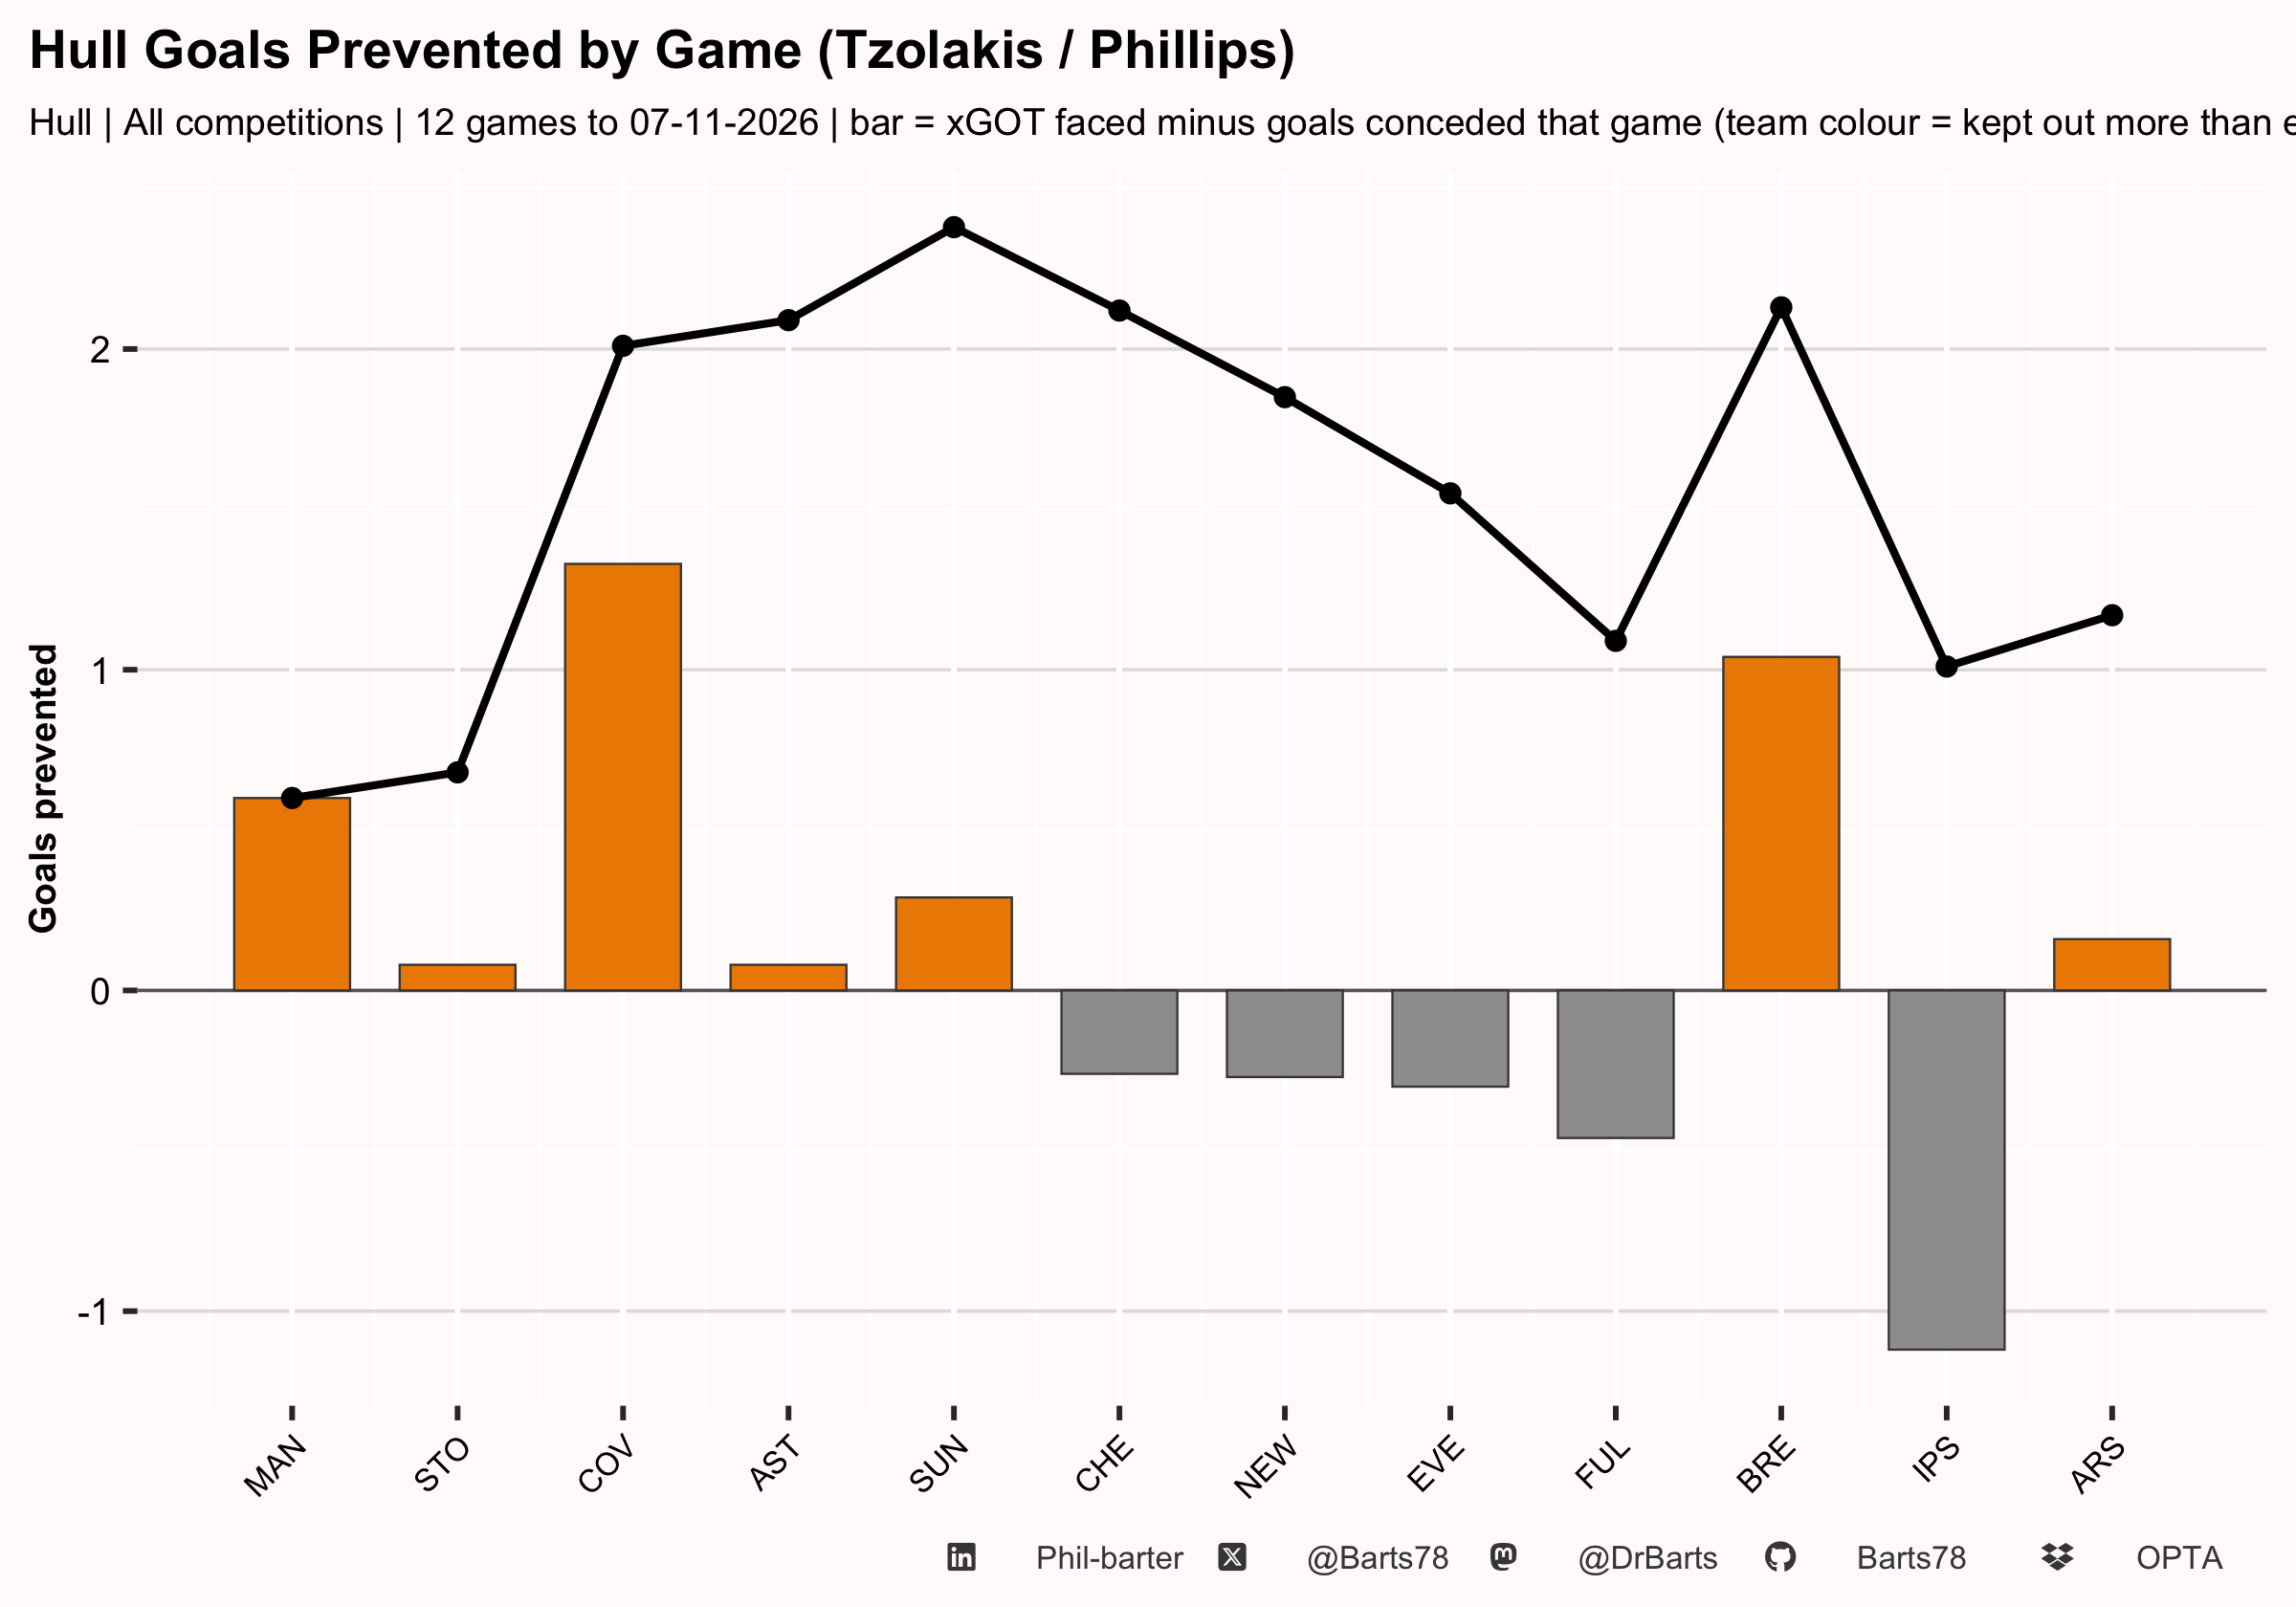 Hull Goals Prevented by Game (Tzolakis / Phillips)
Hull | All competitions | 12 games to 07-11-2026 | bar = xGOT faced minus goals conceded that game (team colour = kept out more than
Goals prevented
2
1
0
-1
MAN
STO
COV
AST
SUN
CHE
NEW
EVE
FUL
BRE
IPS
ARS
Phil-barter
@Barts78
@DrBarts
Barts78
OPTA